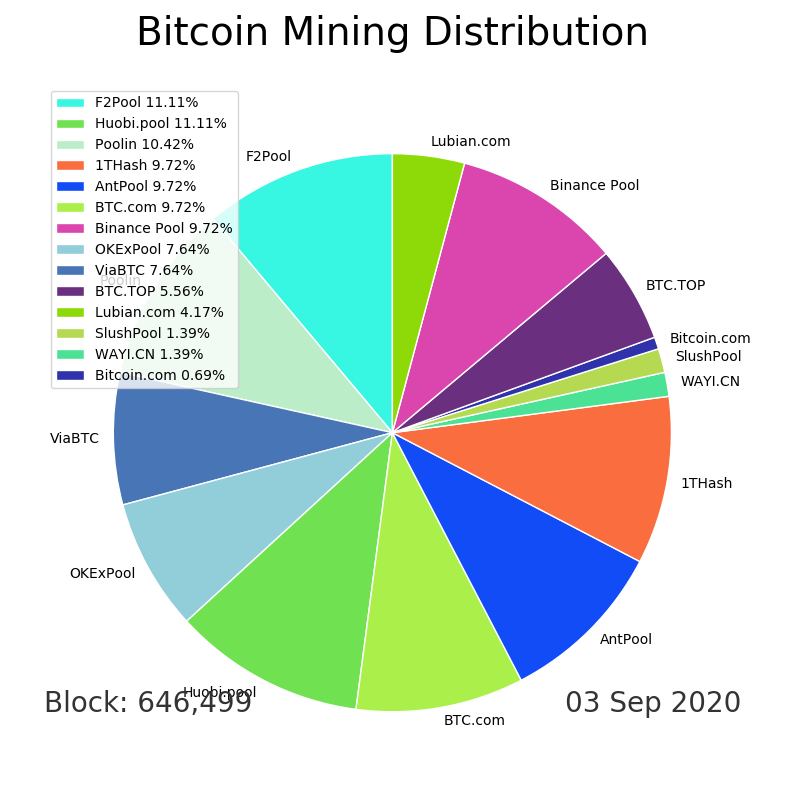 Bitcoin Mining Distribution
F2Pool 11.11%
Huobi.pool 11.11%
Poolin 10.42%
1THash 9.72%
AntPool 9.72%
BTC.com 9.72%
Binance Pool 9.72%
OKExPool 7.64%
ViaBTC 7.64%
BTC.TOP 5.56%
Lubian.com 4.17%
SlushPool 1.39%
WAYI.CN 1.39%
Bitcoin.com 0.69%
F2Pool
Lubian.com
Binance Pool
BTC.TOP
Bitcoin.com
SlushPool
WAYI.CN
1THash
AntPool
BTC.com
Huobi.pool
OKExPool
ViaBTC
Poolin
Block: 646,499
03 Sep 2020